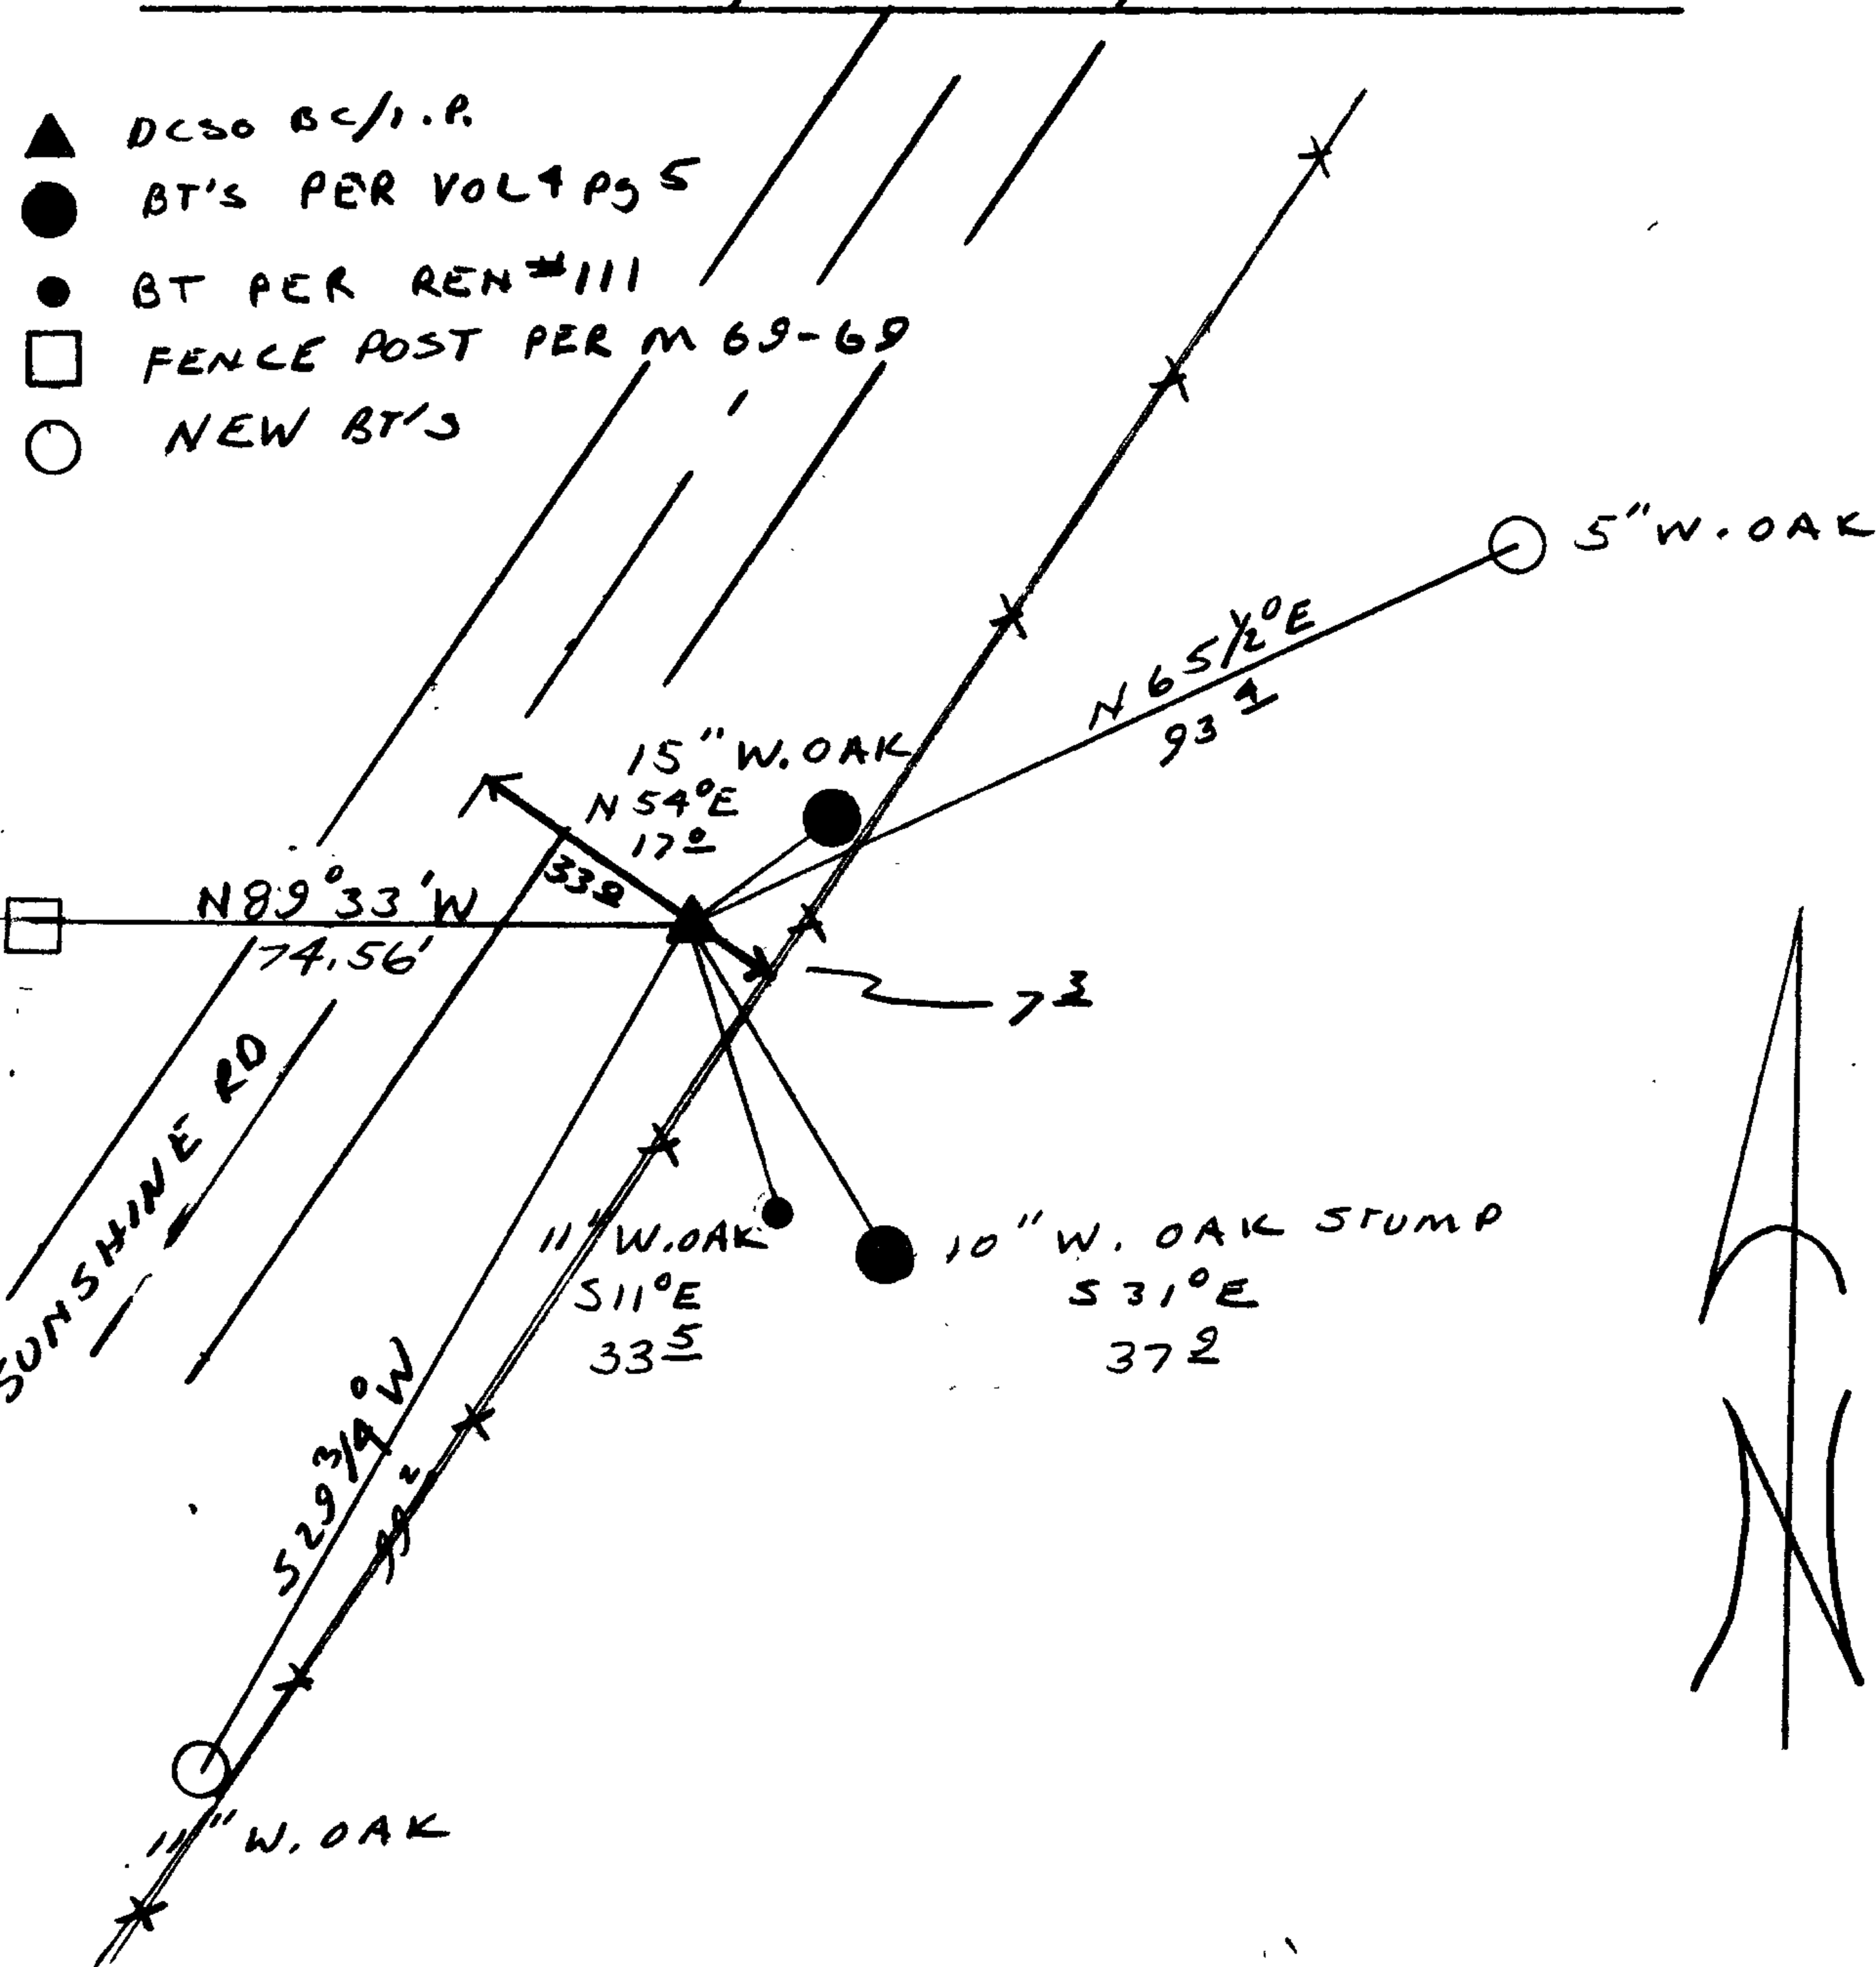 DCSO BC/I.P.
BT'S PER VOL 4 Pg 5
BT PER REN #111
FENCE POST PER M 69-69
NEW BT'S
5" W. OAK
N 65 1/2° E
93 4
15" W. OAK
N 54° E
17 0
33 0
N 89° 33' W
74.56'
7 3
SUNSHINE RD
11" W. OAK
S 11° E
33 5
10" W. OAK STUMP
S 31° E
37 9
S 29 3/4° W
11" W. OAK
N